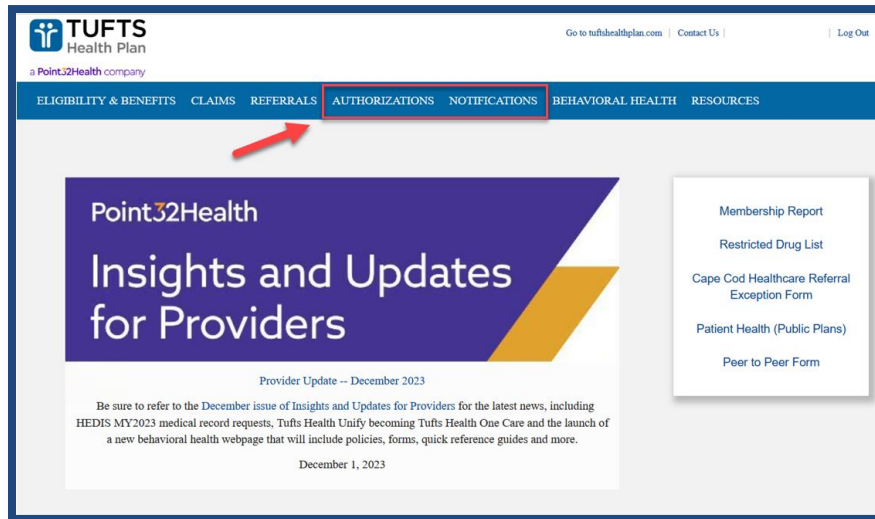 TUFTS
Health Plan
a Point32Health company
Go to tuftshealthplan.com | Contact Us | | Log Out
ELIGIBILITY & BENEFITS CLAIMS REFERRALS AUTHORIZATIONS NOTIFICATIONS BEHAVIORAL HEALTH RESOURCES
Point32Health
Insights and Updates
for Providers
Provider Update -- December 2023
Be sure to refer to the December issue of Insights and Updates for Providers for the latest news, including
HEDIS MY2023 medical record requests, Tufts Health Unify becoming Tufts Health One Care and the launch of
a new behavioral health webpage that will include policies, forms, quick reference guides and more.
December 1, 2023
Membership Report
Restricted Drug List
Cape Cod Healthcare Referral
Exception Form
Patient Health (Public Plans)
Peer to Peer Form